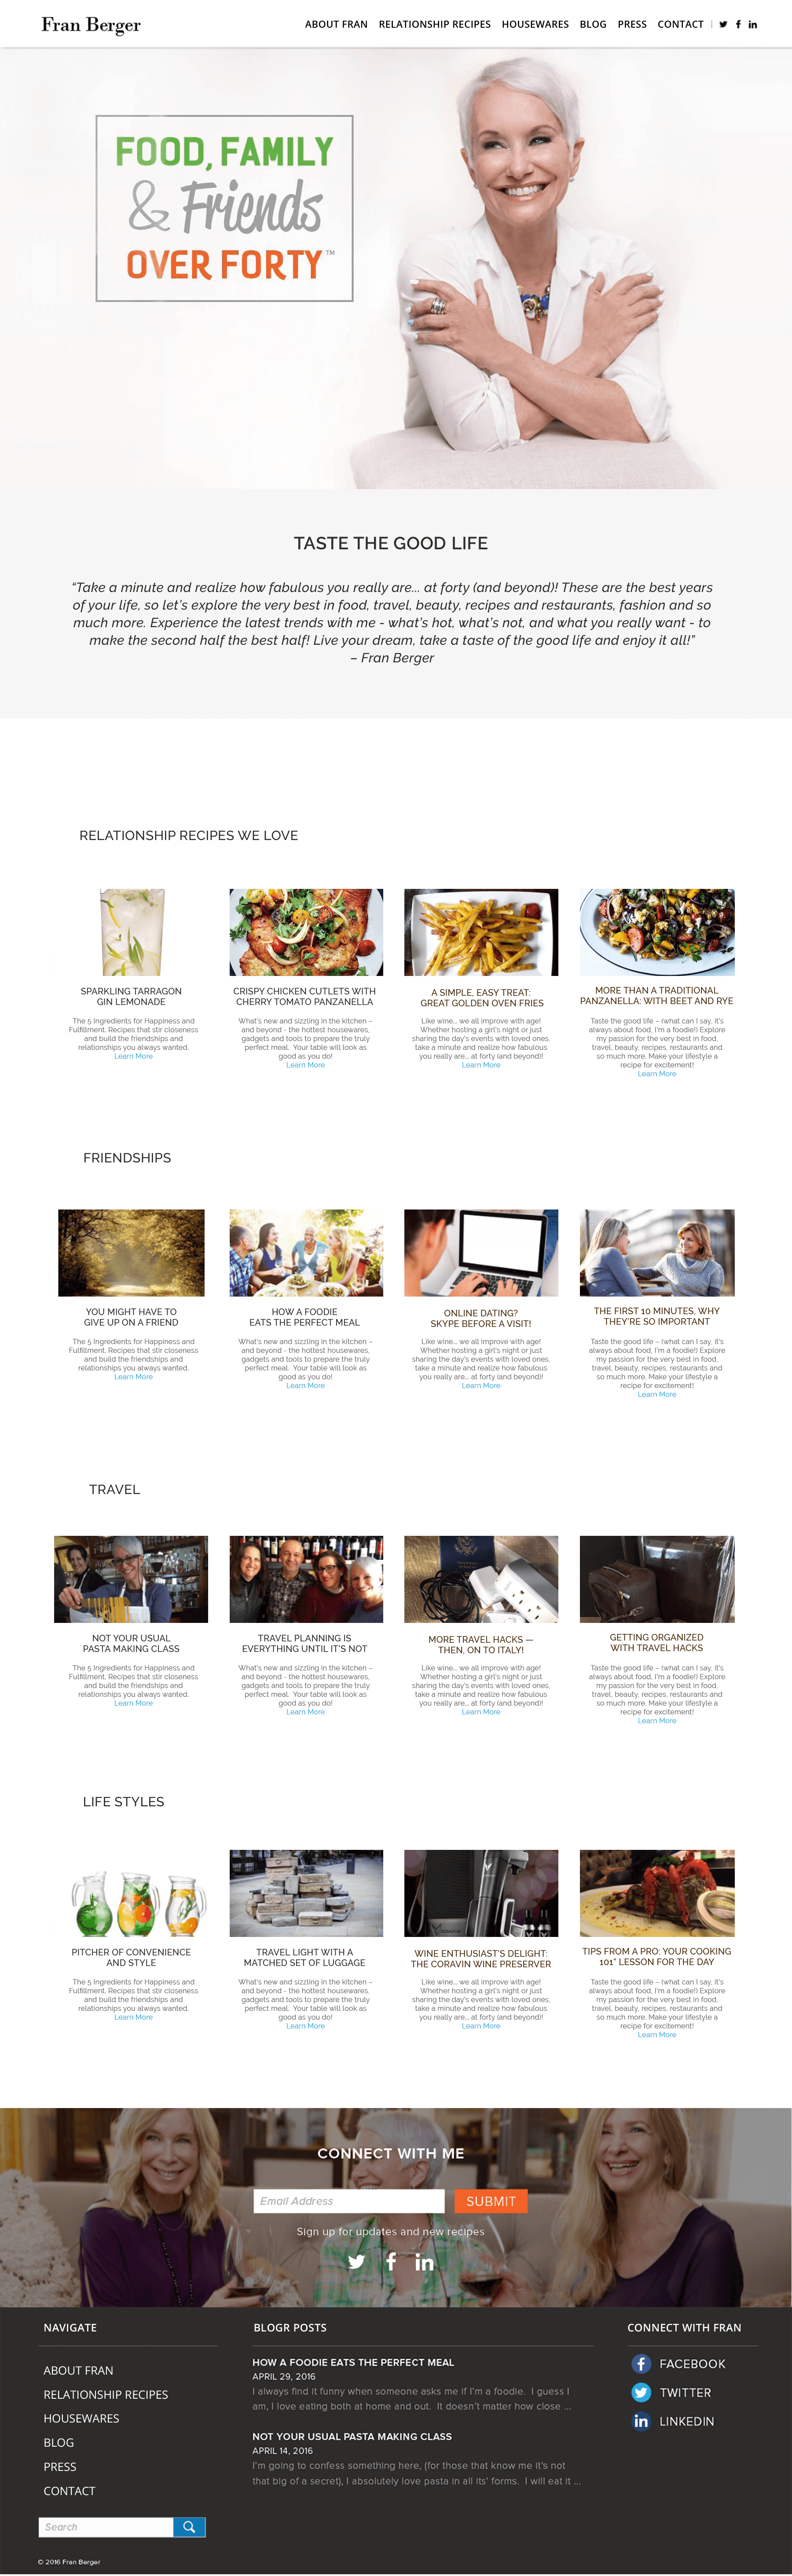 Fran Berger
ABOUT FRAN RELATIONSHIP RECIPES HOUSEWARES BLOG PRESS CONTACT
FOOD, FAMILY
& Friends
OVER FORTY™
TASTE THE GOOD LIFE
“Take a minute and realize how fabulous you really are... at forty (and beyond)! These are the best years
of your life, so let’s explore the very best in food, travel, beauty, recipes and restaurants, fashion and so
much more. Experience the latest trends with me - what’s hot, what’s not, and what you really want - to
make the second half the best half! Live your dream, take a taste of the good life and enjoy it all!”
– Fran Berger
RELATIONSHIP RECIPES WE LOVE
SPARKLING TARRAGON
GIN LEMONADE
The 5 Ingredients for Happiness and
Fulfillment. Recipes that stir closeness
and build the friendships and
relationships you always wanted.
Learn More
CRISPY CHICKEN CUTLETS WITH
CHERRY TOMATO PANZANELLA
What's new and sizzling in the kitchen –
and beyond - the hottest housewares,
gadgets and tools to prepare the truly
perfect meal. Your table will look as
good as you do!
Learn More
A SIMPLE, EASY TREAT:
GREAT GOLDEN OVEN FRIES
Like wine... we all improve with age!
Whether hosting a girl's night or just
sharing the day's events with loved ones,
take a minute and realize how fabulous
you really are... at forty (and beyond)!
Learn More
MORE THAN A TRADITIONAL
PANZANELLA: WITH BEET AND RYE
Taste the good life – (what can I say, it's
always about food, I'm a foodie!) Explore
my passion for the very best in food,
travel, beauty, recipes, restaurants and
so much more. Make your lifestyle a
recipe for excitement!
Learn More
FRIENDSHIPS
YOU MIGHT HAVE TO
GIVE UP ON A FRIEND
The 5 Ingredients for Happiness and
Fulfillment. Recipes that stir closeness
and build the friendships and
relationships you always wanted.
Learn More
HOW A FOODIE
EATS THE PERFECT MEAL
What's new and sizzling in the kitchen –
and beyond - the hottest housewares,
gadgets and tools to prepare the truly
perfect meal. Your table will look as
good as you do!
Learn More
ONLINE DATING?
SKYPE BEFORE A VISIT!
Like wine... we all improve with age!
Whether hosting a girl's night or just
sharing the day's events with loved ones,
take a minute and realize how fabulous
you really are... at forty (and beyond)!
Learn More
THE FIRST 10 MINUTES, WHY
THEY'RE SO IMPORTANT
Taste the good life – (what can I say, it's
always about food, I'm a foodie!) Explore
my passion for the very best in food,
travel, beauty, recipes, restaurants and
so much more. Make your lifestyle a
recipe for excitement!
Learn More
TRAVEL
NOT YOUR USUAL
PASTA MAKING CLASS
The 5 Ingredients for Happiness and
Fulfillment. Recipes that stir closeness
and build the friendships and
relationships you always wanted.
Learn More
TRAVEL PLANNING IS
EVERYTHING UNTIL IT'S NOT
What's new and sizzling in the kitchen –
and beyond - the hottest housewares,
gadgets and tools to prepare the truly
perfect meal. Your table will look as
good as you do!
Learn More
MORE TRAVEL HACKS —
THEN, ON TO ITALY!
Like wine... we all improve with age!
Whether hosting a girl's night or just
sharing the day's events with loved ones,
take a minute and realize how fabulous
you really are... at forty (and beyond)!
Learn More
GETTING ORGANIZED
WITH TRAVEL HACKS
Taste the good life – (what can I say, it's
always about food, I'm a foodie!) Explore
my passion for the very best in food,
travel, beauty, recipes, restaurants and
so much more. Make your lifestyle a
recipe for excitement!
Learn More
LIFE STYLES
PITCHER OF CONVENIENCE
AND STYLE
The 5 Ingredients for Happiness and
Fulfillment. Recipes that stir closeness
and build the friendships and
relationships you always wanted.
Learn More
TRAVEL LIGHT WITH A
MATCHED SET OF LUGGAGE
What's new and sizzling in the kitchen –
and beyond - the hottest housewares,
gadgets and tools to prepare the truly
perfect meal. Your table will look as
good as you do!
Learn More
WINE ENTHUSIAST'S DELIGHT:
THE CORAVIN WINE PRESERVER
Like wine... we all improve with age!
Whether hosting a girl's night or just
sharing the day's events with loved ones,
take a minute and realize how fabulous
you really are... at forty (and beyond)!
Learn More
TIPS FROM A PRO: YOUR COOKING
101" LESSON FOR THE DAY
Taste the good life – (what can I say, it's
always about food, I'm a foodie!) Explore
my passion for the very best in food,
travel, beauty, recipes, restaurants and
so much more. Make your lifestyle a
recipe for excitement!
Learn More
CONNECT WITH ME
Email Address
SUBMIT
Sign up for updates and new recipes
NAVIGATE
ABOUT FRAN
RELATIONSHIP RECIPES
HOUSEWARES
BLOG
PRESS
CONTACT
Search
© 2016 Fran Berger
BLOGR POSTS
HOW A FOODIE EATS THE PERFECT MEAL
APRIL 29, 2016
I always find it funny when someone asks me if I'm a foodie. I guess I
am, I love eating both at home and out. It doesn't matter how close ...
NOT YOUR USUAL PASTA MAKING CLASS
APRIL 14, 2016
I'm going to confess something here, (for those that know me it's not
that big of a secret), I absolutely love pasta in all its' forms. I will eat it ...
CONNECT WITH FRAN
FACEBOOK
TWITTER
LINKEDIN